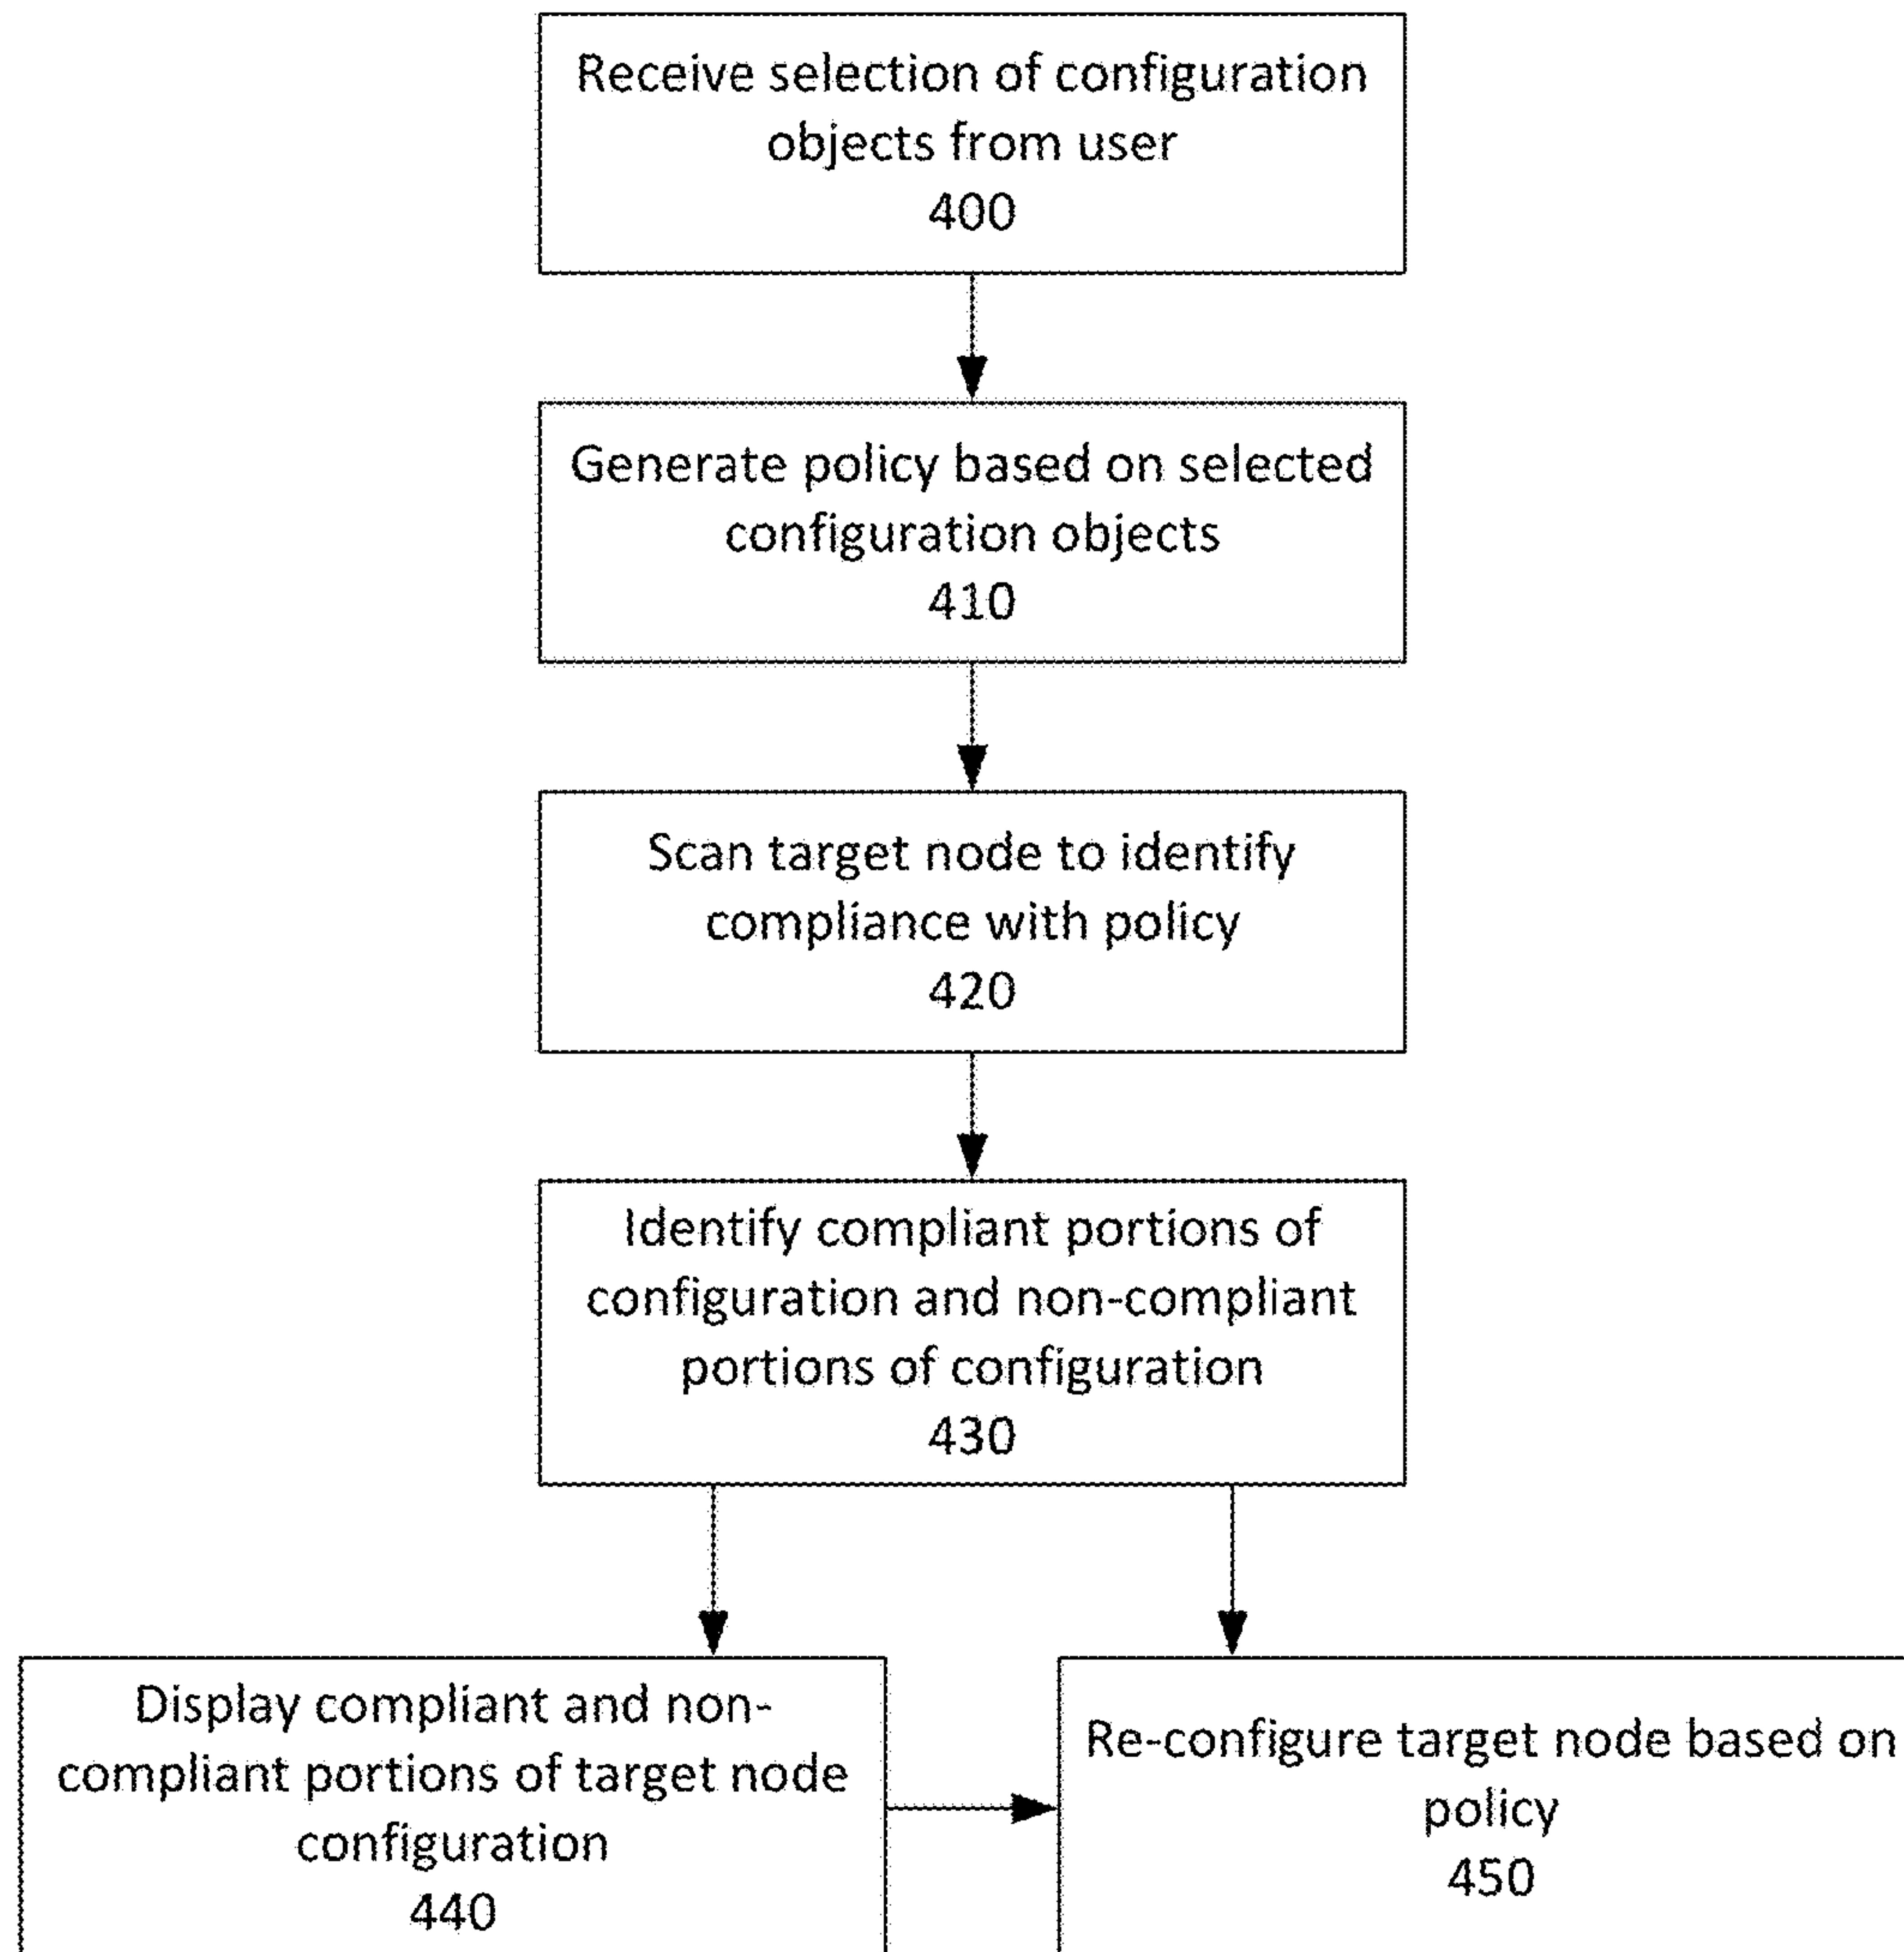 Receive selection of configuration
objects from user
400
Generate policy based on selected
configuration objects
410
Scan target node to identify
compliance with policy
420
Identify compliant portions of
configuration and non-compliant
portions of configuration
430
Display compliant and non-
compliant portions of target node
configuration
440
Re-configure target node based on
policy
450